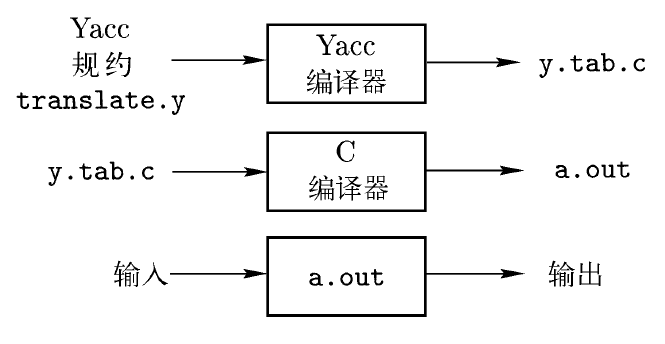 Yacc
规约
translate.y
Yacc
编译器
y.tab.c
y.tab.c
C
编译器
a.out
输入
a.out
输出